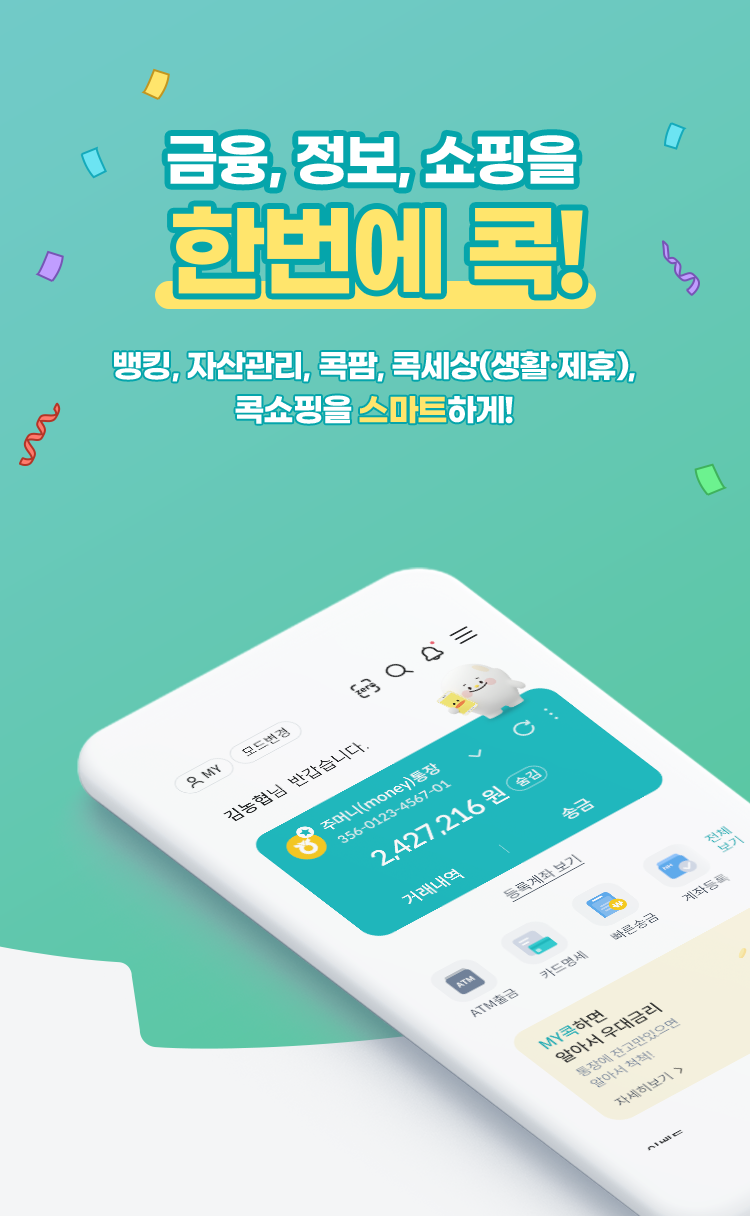 금융, 정보, 쇼핑을
한번에 콕!
뱅킹, 자산관리, 콕팜, 콕세상(생활·제휴),
콕쇼핑을 스마트하게!
zero
MY
모드변경
김농협님 반갑습니다.
주머니(money)통장
356-0123-4567-01
2,427,216 원
숨김
거래내역
송금
등록계좌 보기
ATM
ATM출금
카드명세
빠른송금
계좌등록
전체
보기
MY콕하면
알아서 우대금리
통장에 잔고만있으면
알아서 척척!
자세히보기 >